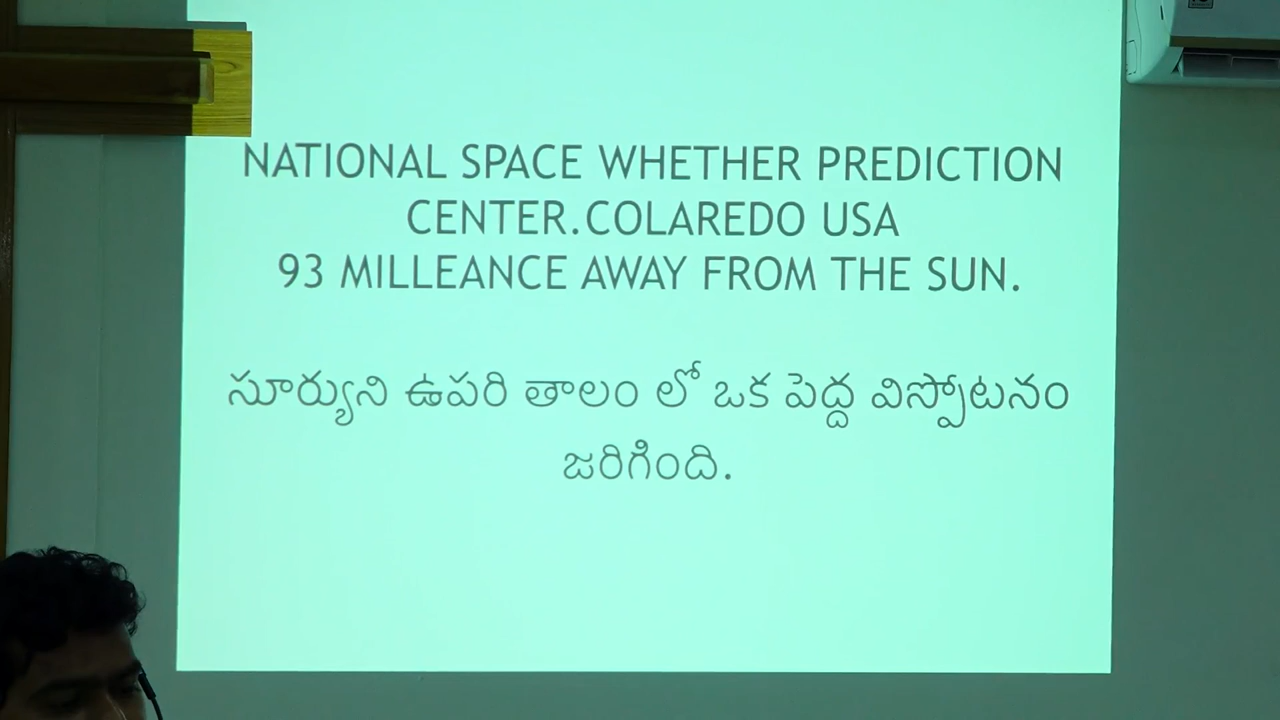 NATIONAL SPACE WHETHER PREDICTION
CENTER.COLAREDO USA
93 MILLEANCE AWAY FROM THE SUN.
సూర్యుని ఉపరి తాలం లో ఒక పెద్ద విస్పోటనం
జరిగింది.